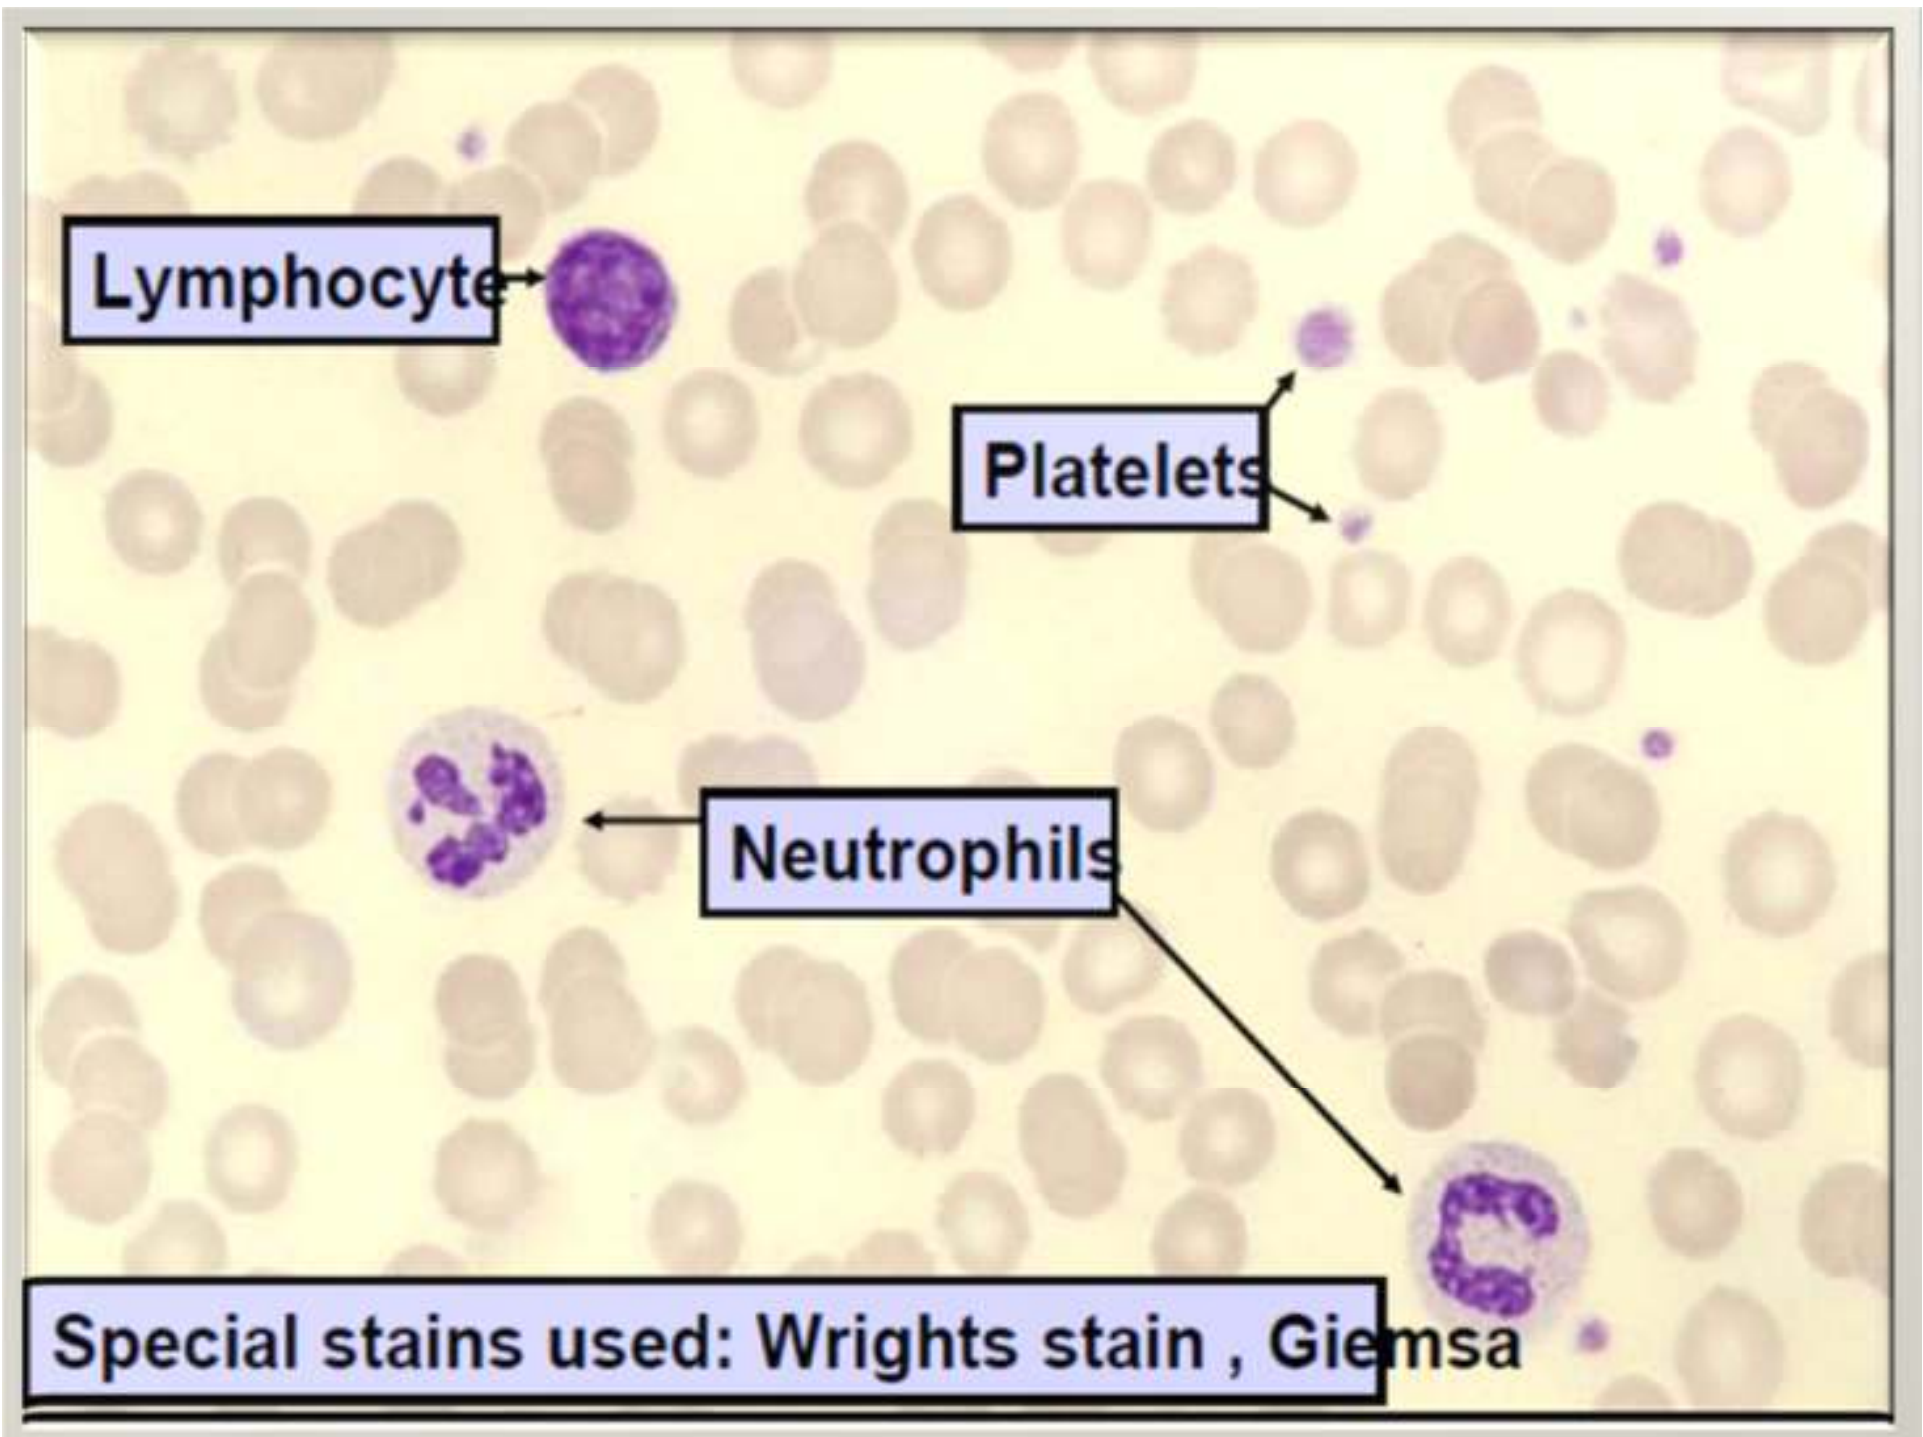 Lymphocyte
Platelets
Neutrophils
Special stains used: Wrights stain , Giemsa